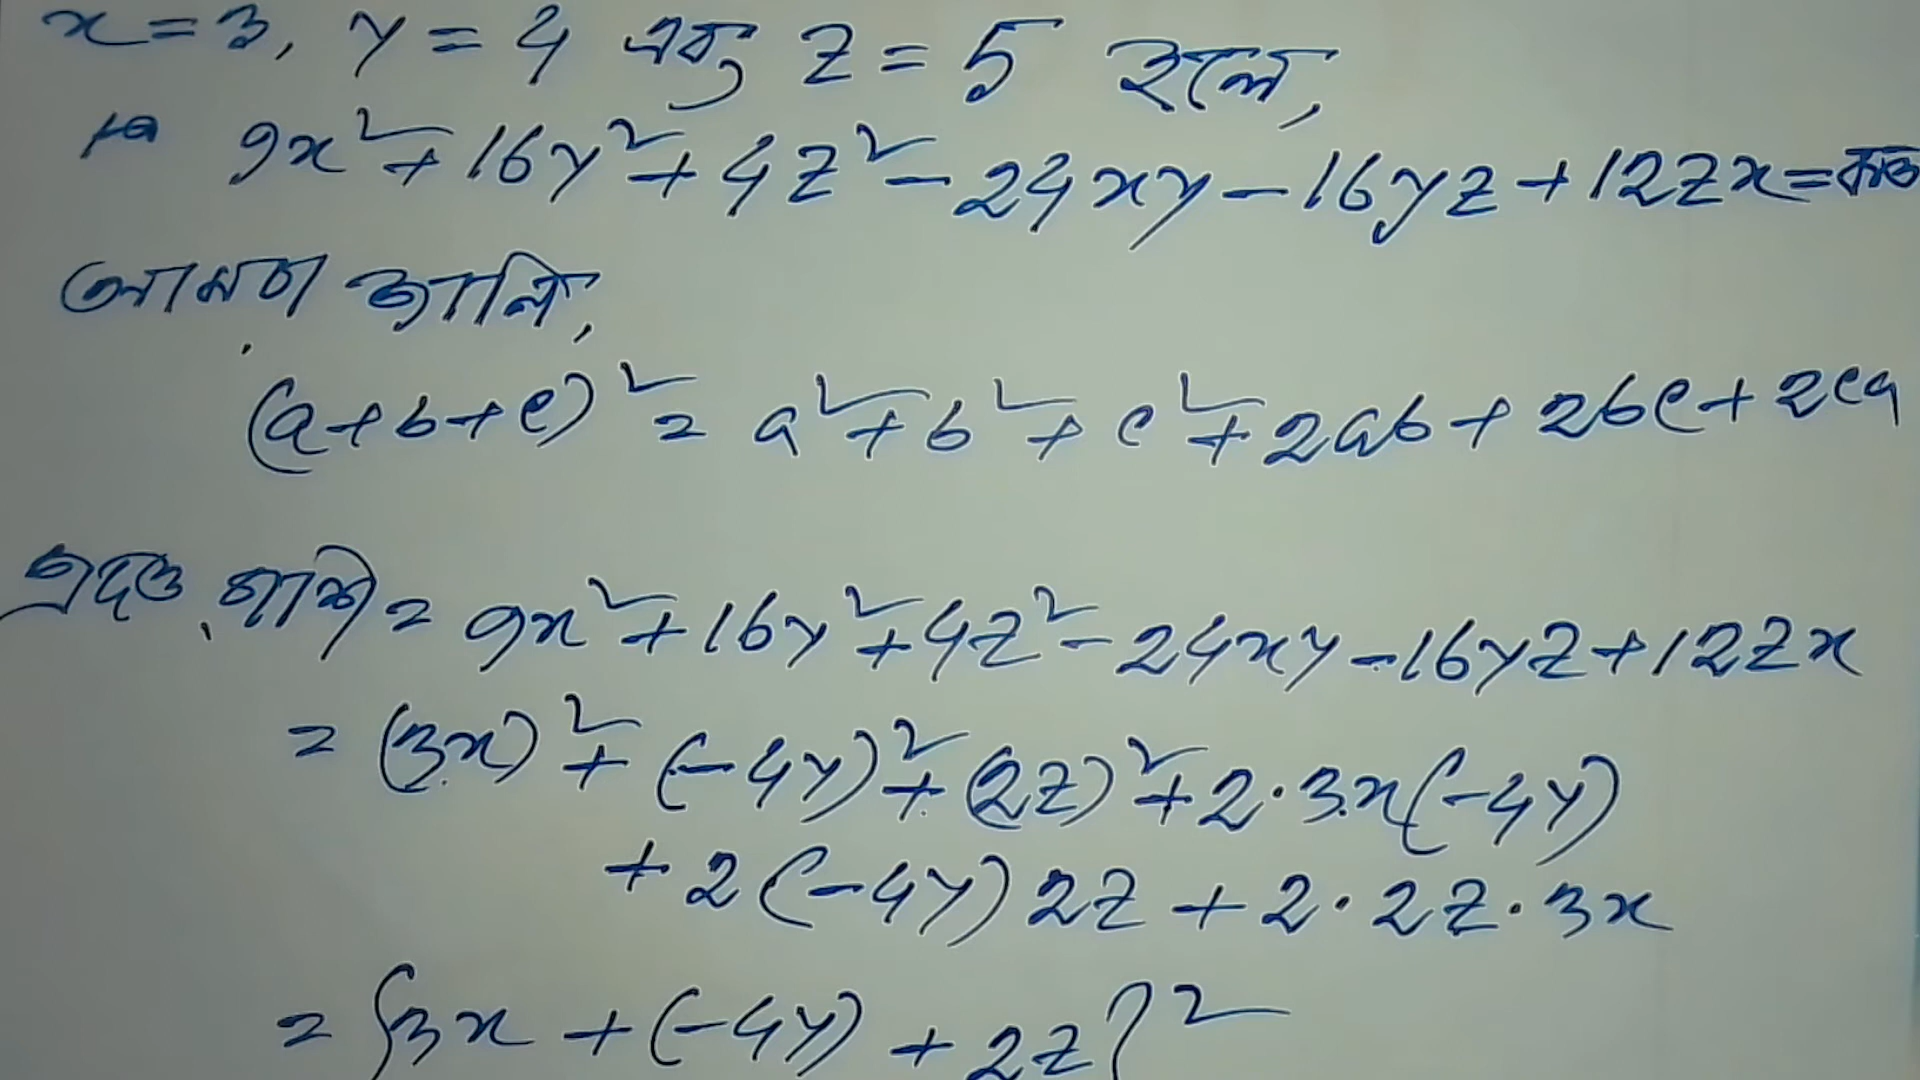 x = 3, y = 4 এবং z = 5 হলে,
9x² + 16y² + 4z² - 24xy - 16yz + 12zx = কত
আমরা জানি,
(a+b+c)² = a² + b² + c² + 2ab + 2bc + 2ca
প্রদত্ত রাশি = 9x² + 16y² + 4z² - 24xy - 16yz + 12zx
= (3x)² + (-4y)² + (2z)² + 2·3x(-4y)
+ 2(-4y)2z + 2·2z·3x
= {3x + (-4y) + 2z}²